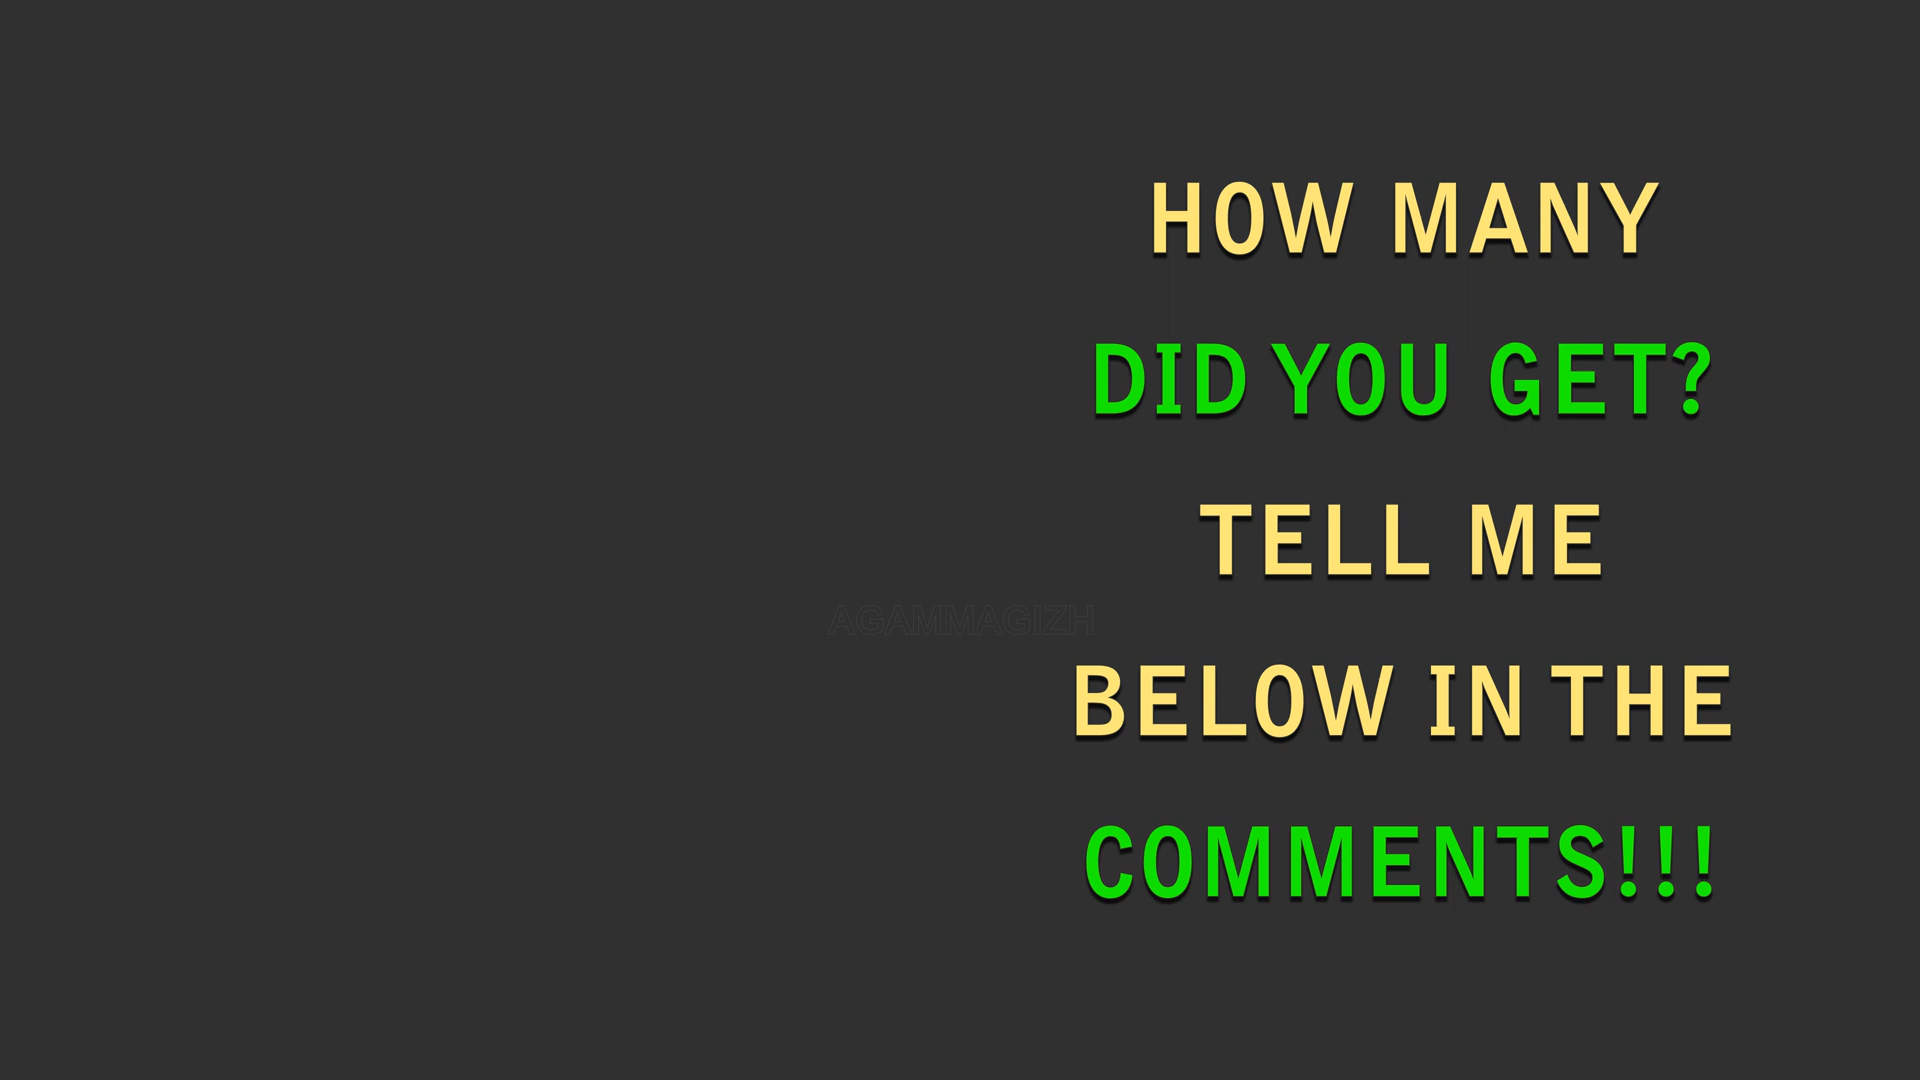 HOW MANY
DID YOU GET?
TELL ME
AGAMMAGIZH
BELOW IN THE
COMMENTS!!!